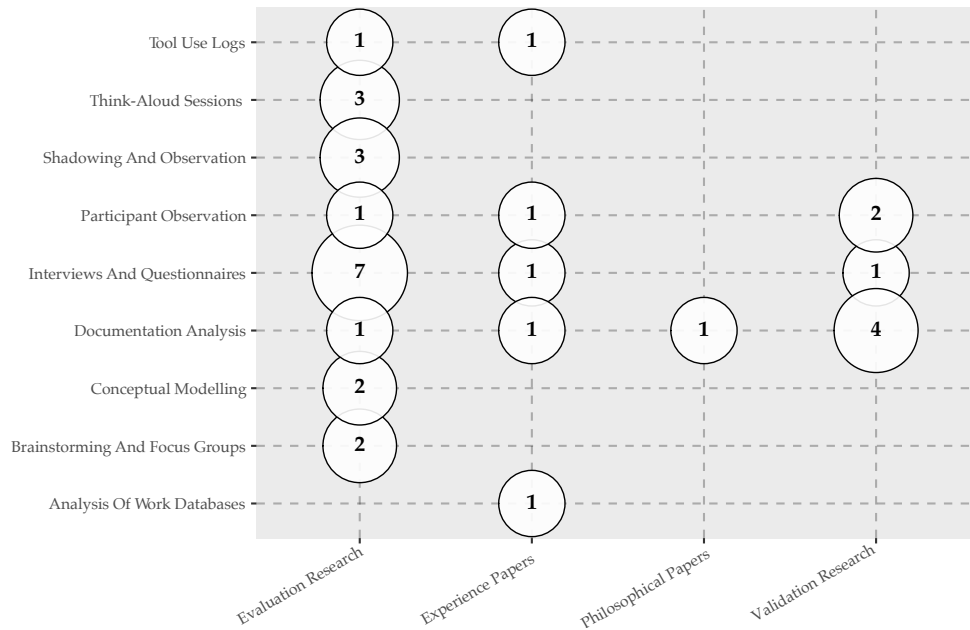 Tool Use Logs 1 1
Think-Aloud Sessions 3
Shadowing And Observation 3
Participant Observation 1 1 2
Interviews And Questionnaires 7 1 1
Documentation Analysis 1 1 1 4
Conceptual Modelling 2
Brainstorming And Focus Groups 2
Analysis Of Work Databases 1
Evaluation Research
Experience Papers
Philosophical Papers
Validation Research